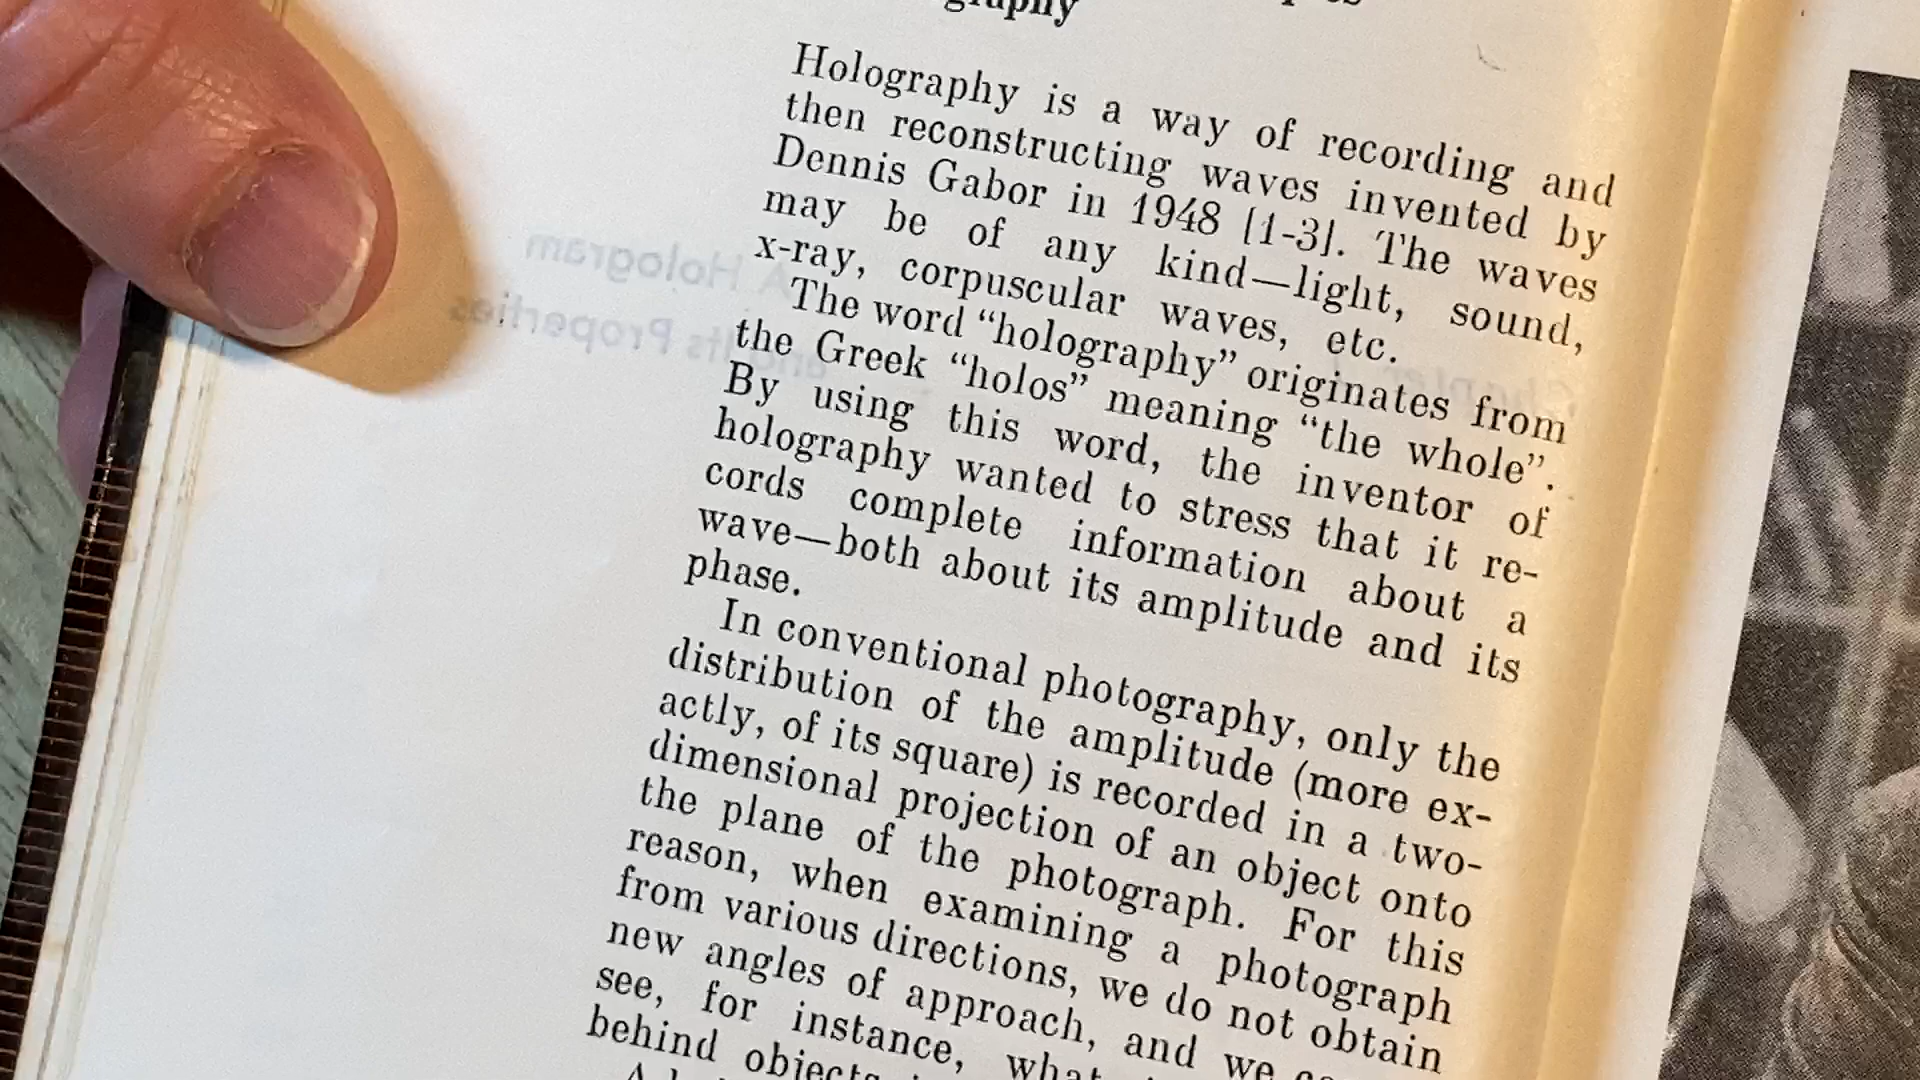 Holography is a way of recording and
then reconstructing waves invented by
Dennis Gabor in 1948 [1-3]. The waves
may be of any kind—light, sound,
x-ray, corpuscular waves, etc.
The word “holography” originates from
the Greek “holos” meaning “the whole”.
By using this word, the inventor of
holography wanted to stress that it re-
cords complete information about a
wave—both about its amplitude and its
phase.
In conventional photography, only the
distribution of the amplitude (more ex-
actly, of its square) is recorded in a two-
dimensional projection of an object onto
the plane of the photograph. For this
reason, when examining a photograph
from various directions, we do not obtain
new angles of approach, and we
see, for instance, what
behind objects
A Hologram
and Its Properties